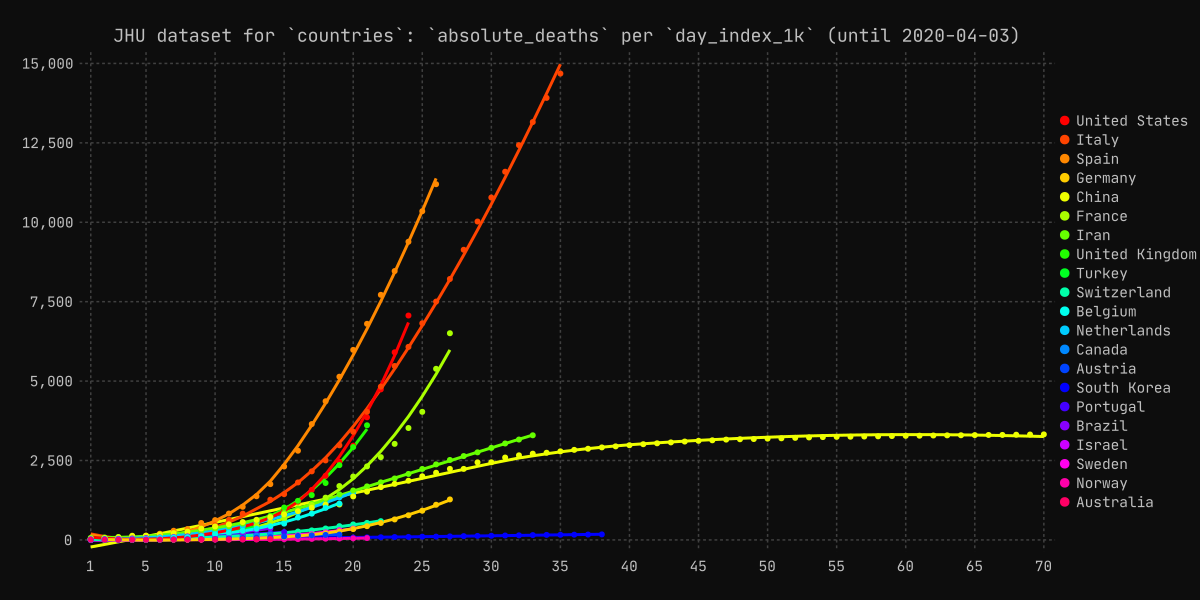 JHU dataset for `countries`: `absolute_deaths` per `day_index_1k` (until 2020-04-03)
15,000
12,500
10,000
7,500
5,000
2,500
0
1 5 10 15 20 25 30 35 40 45 50 55 60 65 70
United States
Italy
Spain
Germany
China
France
Iran
United Kingdom
Turkey
Switzerland
Belgium
Netherlands
Canada
Austria
South Korea
Portugal
Brazil
Israel
Sweden
Norway
Australia